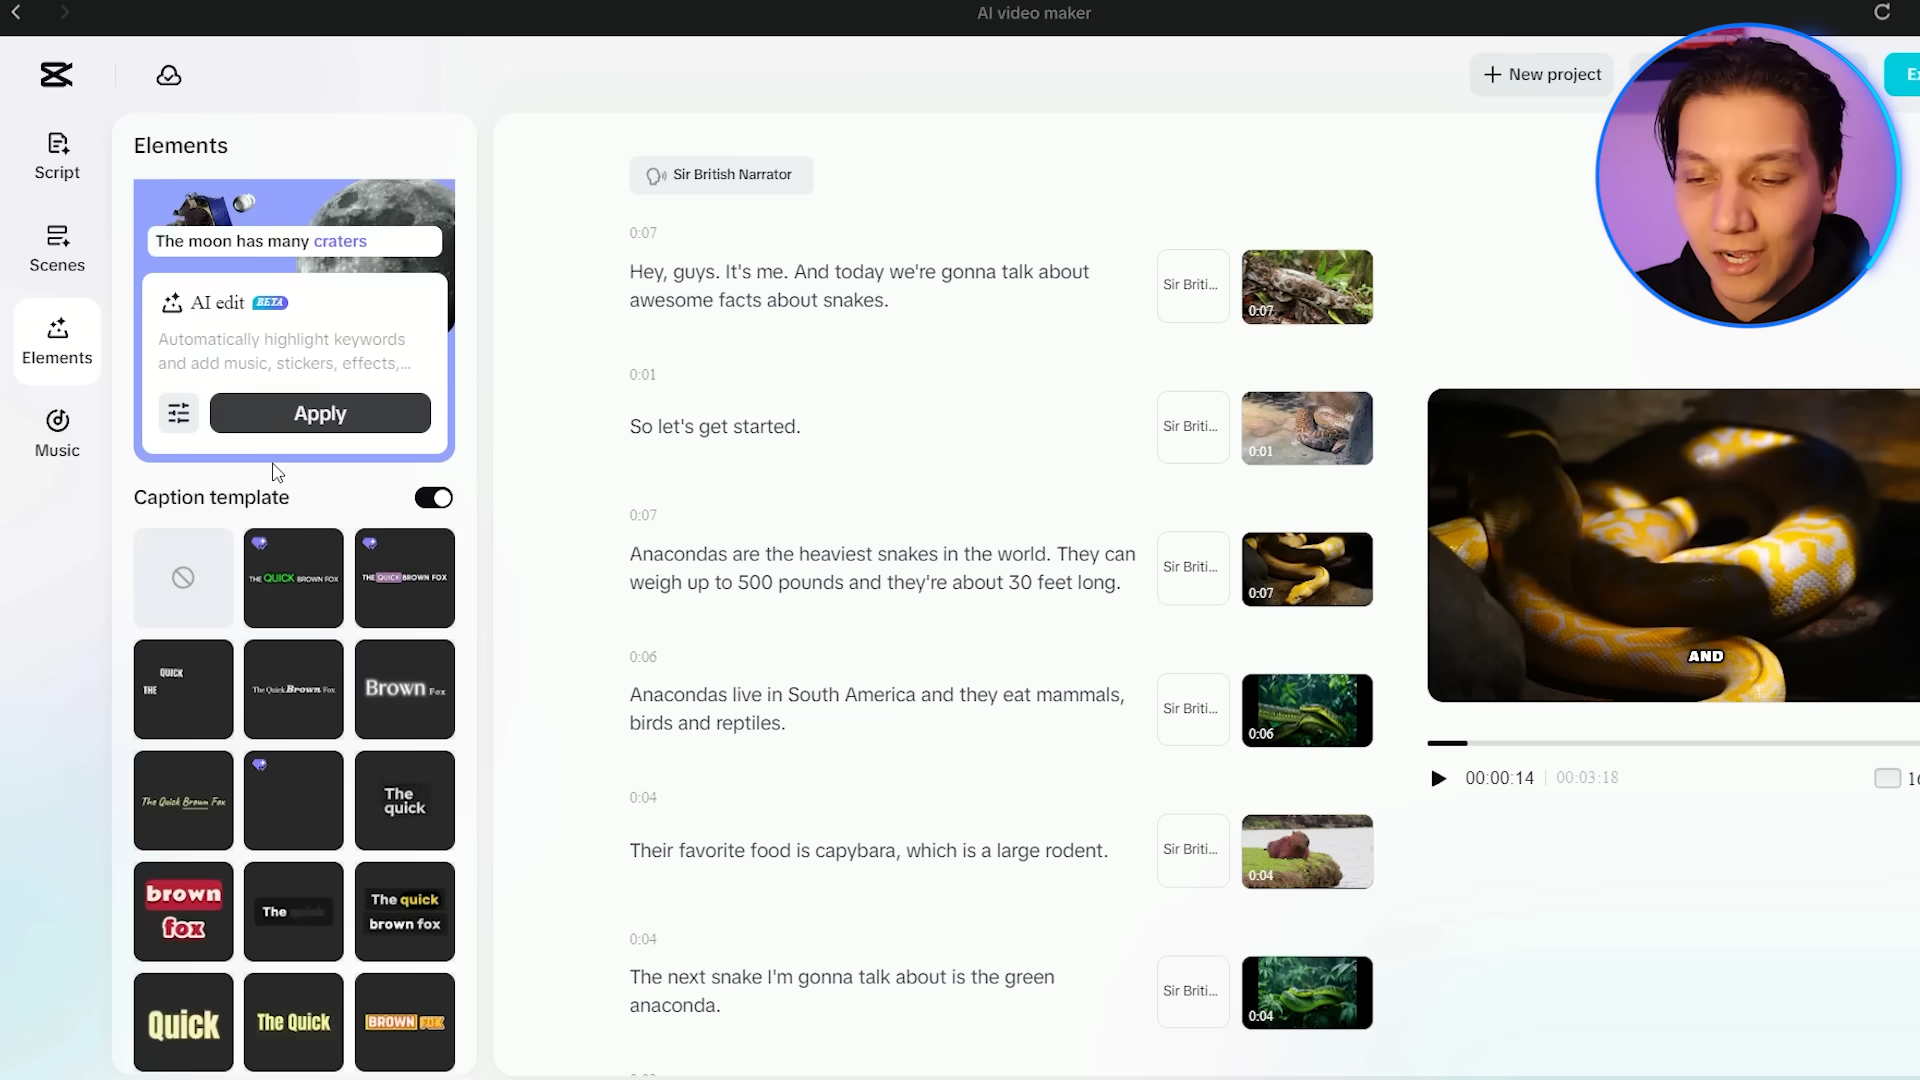 AI video maker
New project
Ex
Script
Scenes
Elements
Music
Elements
The moon has many craters
AI edit BETA
Automatically highlight keywords
and add music, stickers, effects,...
Apply
Caption template
THE QUICK BROWN FOX
THE QUICK BROWN FOX
QUICK
THE
The Quick Brown Fox
Brown Fox
The Quick Brown Fox
The
quick
brown
fox
The quick
The quick
brown fox
Quick
The Quick
BROWN FOX
Sir British Narrator
0:07
Hey, guys. It's me. And today we're gonna talk about
awesome facts about snakes.
Sir Briti...
0:07
0:01
So let's get started.
Sir Briti...
0:01
0:07
Anacondas are the heaviest snakes in the world. They can
weigh up to 500 pounds and they're about 30 feet long.
Sir Briti...
0:07
0:06
Anacondas live in South America and they eat mammals,
birds and reptiles.
Sir Briti...
0:06
0:04
Their favorite food is capybara, which is a large rodent.
Sir Briti...
0:04
0:04
The next snake I'm gonna talk about is the green
anaconda.
Sir Briti...
0:04
AND
00:00:14
00:03:18
16